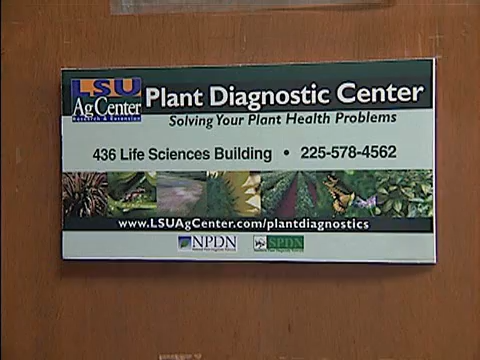 LSU
AgCenter
Research & Extension
Plant Diagnostic Center
Solving Your Plant Health Problems
436 Life Sciences Building • 225-578-4562
www.LSUAgCenter.com/plantdiagnostics
NPDN
SPDN